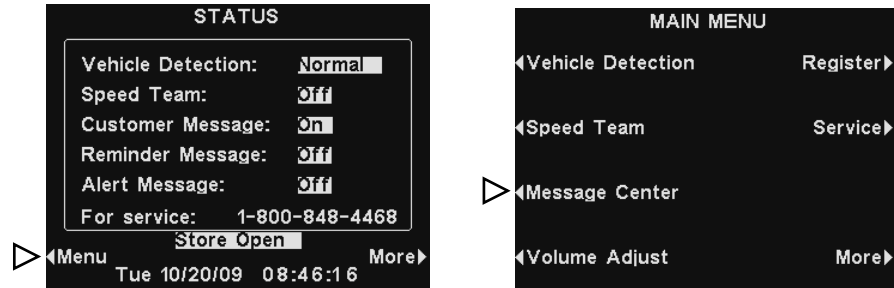 STATUS
Vehicle Detection: Normal
Speed Team: Off
Customer Message: On
Reminder Message: Off
Alert Message: Off
For service: 1-800-848-4468
Store Open
Menu More
Tue 10/20/09 08:46:16
MAIN MENU
Vehicle Detection Register
Speed Team Service
Message Center
Volume Adjust More